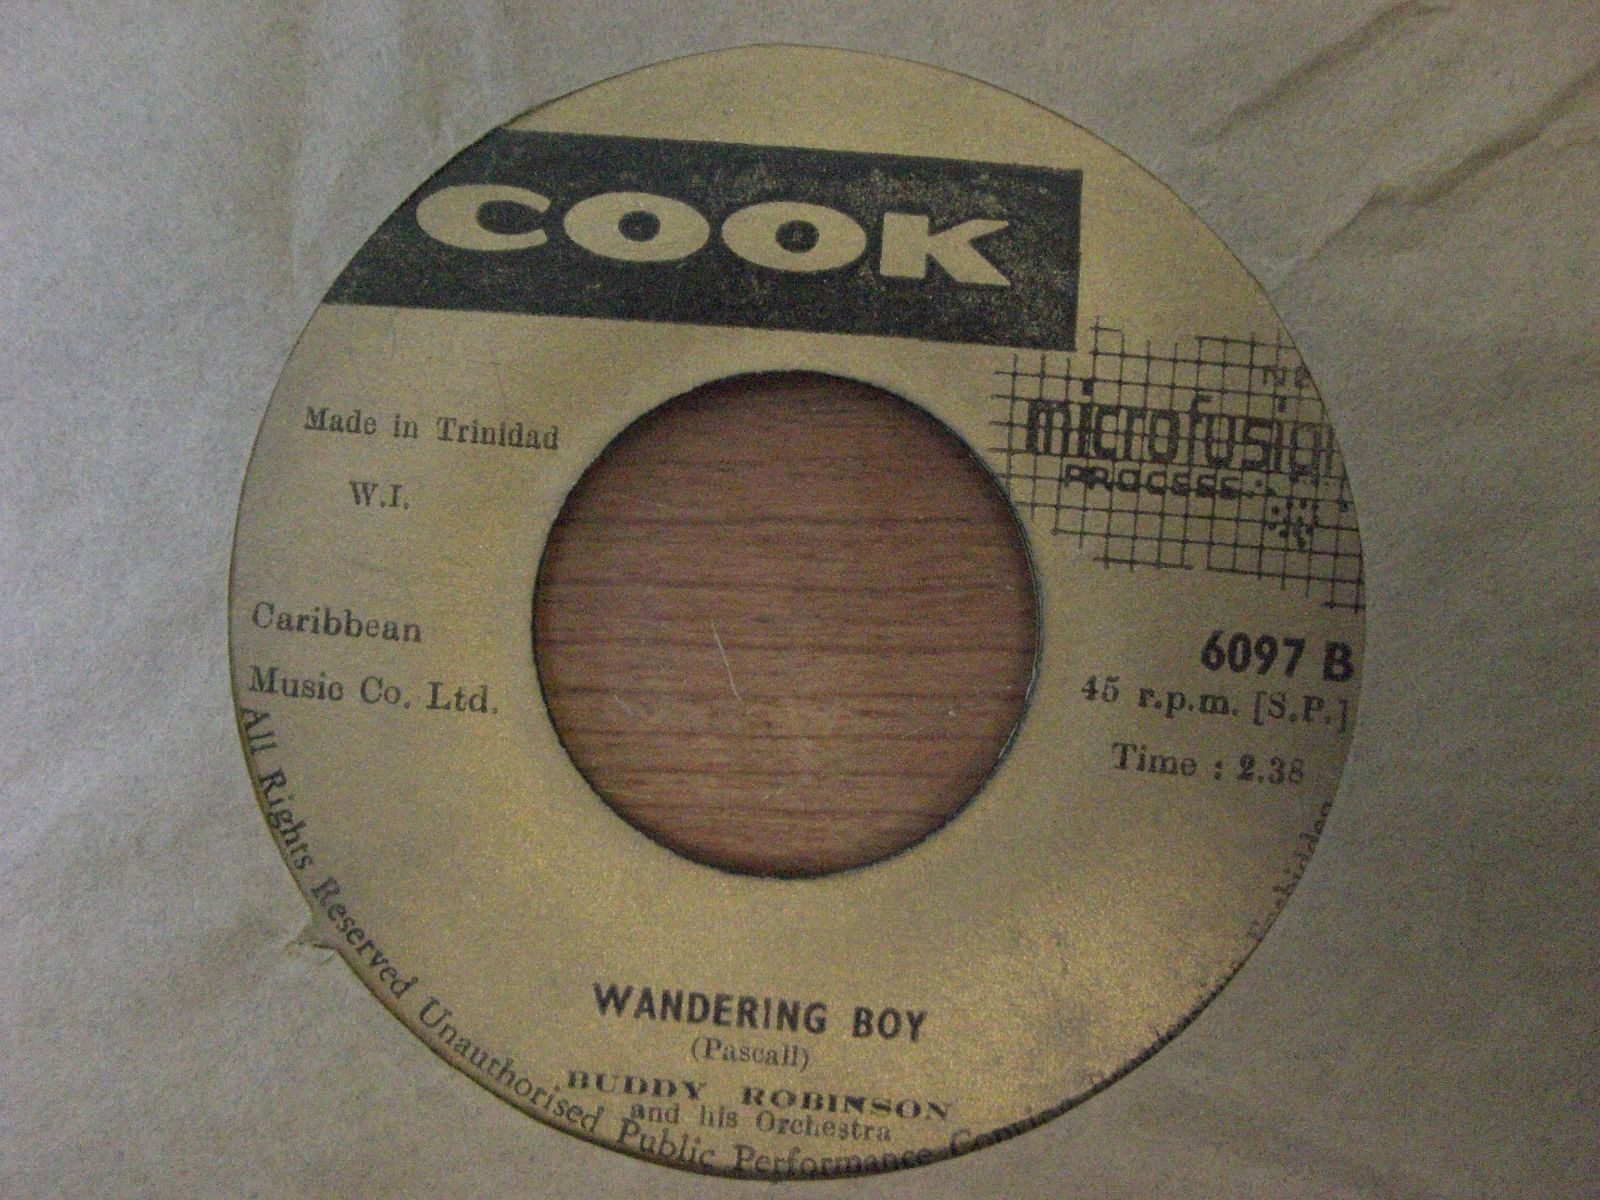 COOK
microfusion
PROCESS
Made in Trinidad
W.I.
Caribbean
Music Co. Ltd.
6097 B
45 r.p.m. [S.P.]
Time : 2.38
WANDERING BOY
(Pascall)
BUDDY ROBINSON
and his Orchestra
All Rights Reserved Unauthorised Public Performance